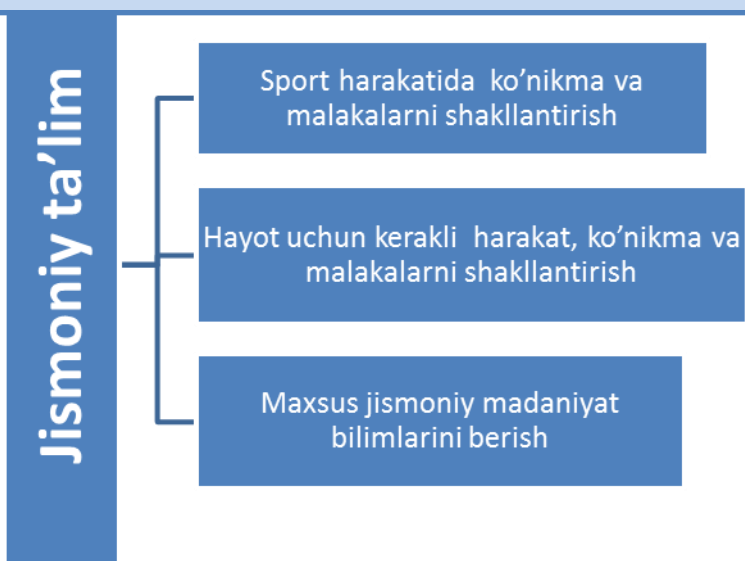 Jismoniy ta’lim
Sport harakatida ko’nikma va
malakalarni shakllantirish
Hayot uchun kerakli harakat, ko’nikma va
malakalarni shakllantirish
Maxsus jismoniy madaniyat
bilimlarini berish